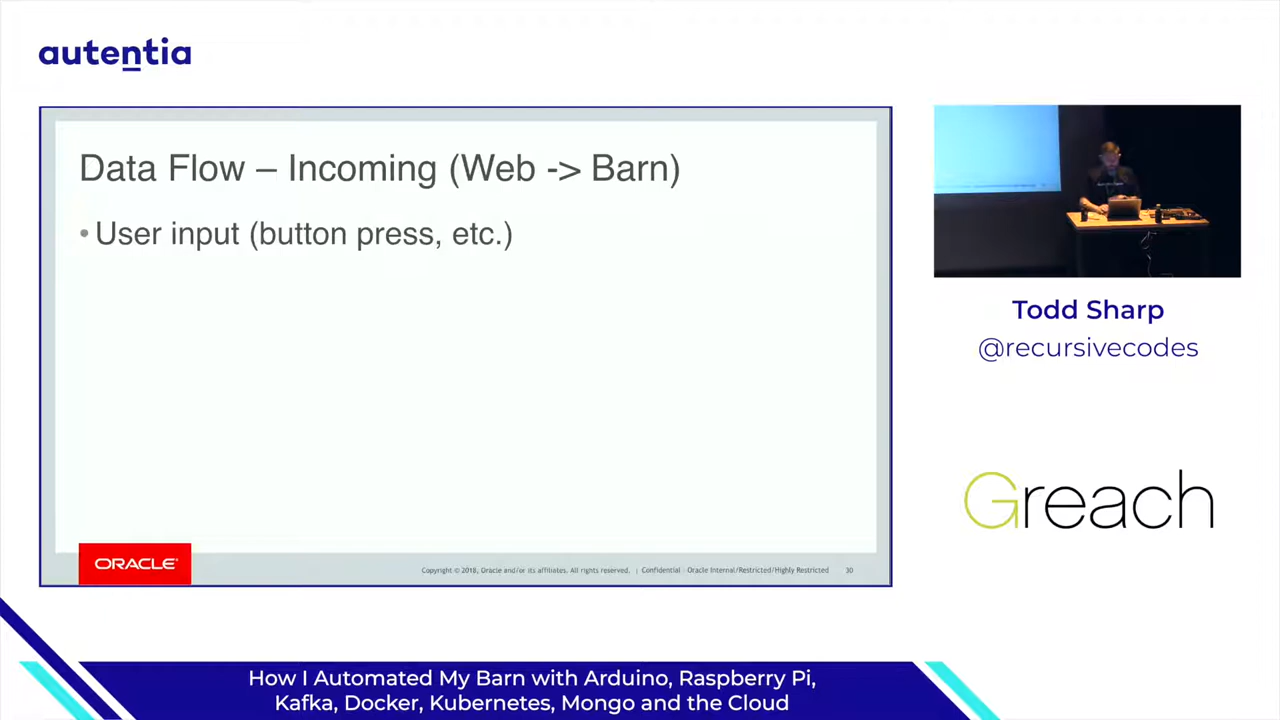 autentia
Data Flow – Incoming (Web -> Barn)
• User input (button press, etc.)
ORACLE®
Copyright © 2018, Oracle and/or its affiliates. All rights reserved. | Confidential - Oracle Internal/Restricted/Highly Restricted 30
Todd Sharp
@recursivecodes
Greach
How I Automated My Barn with Arduino, Raspberry Pi,
Kafka, Docker, Kubernetes, Mongo and the Cloud